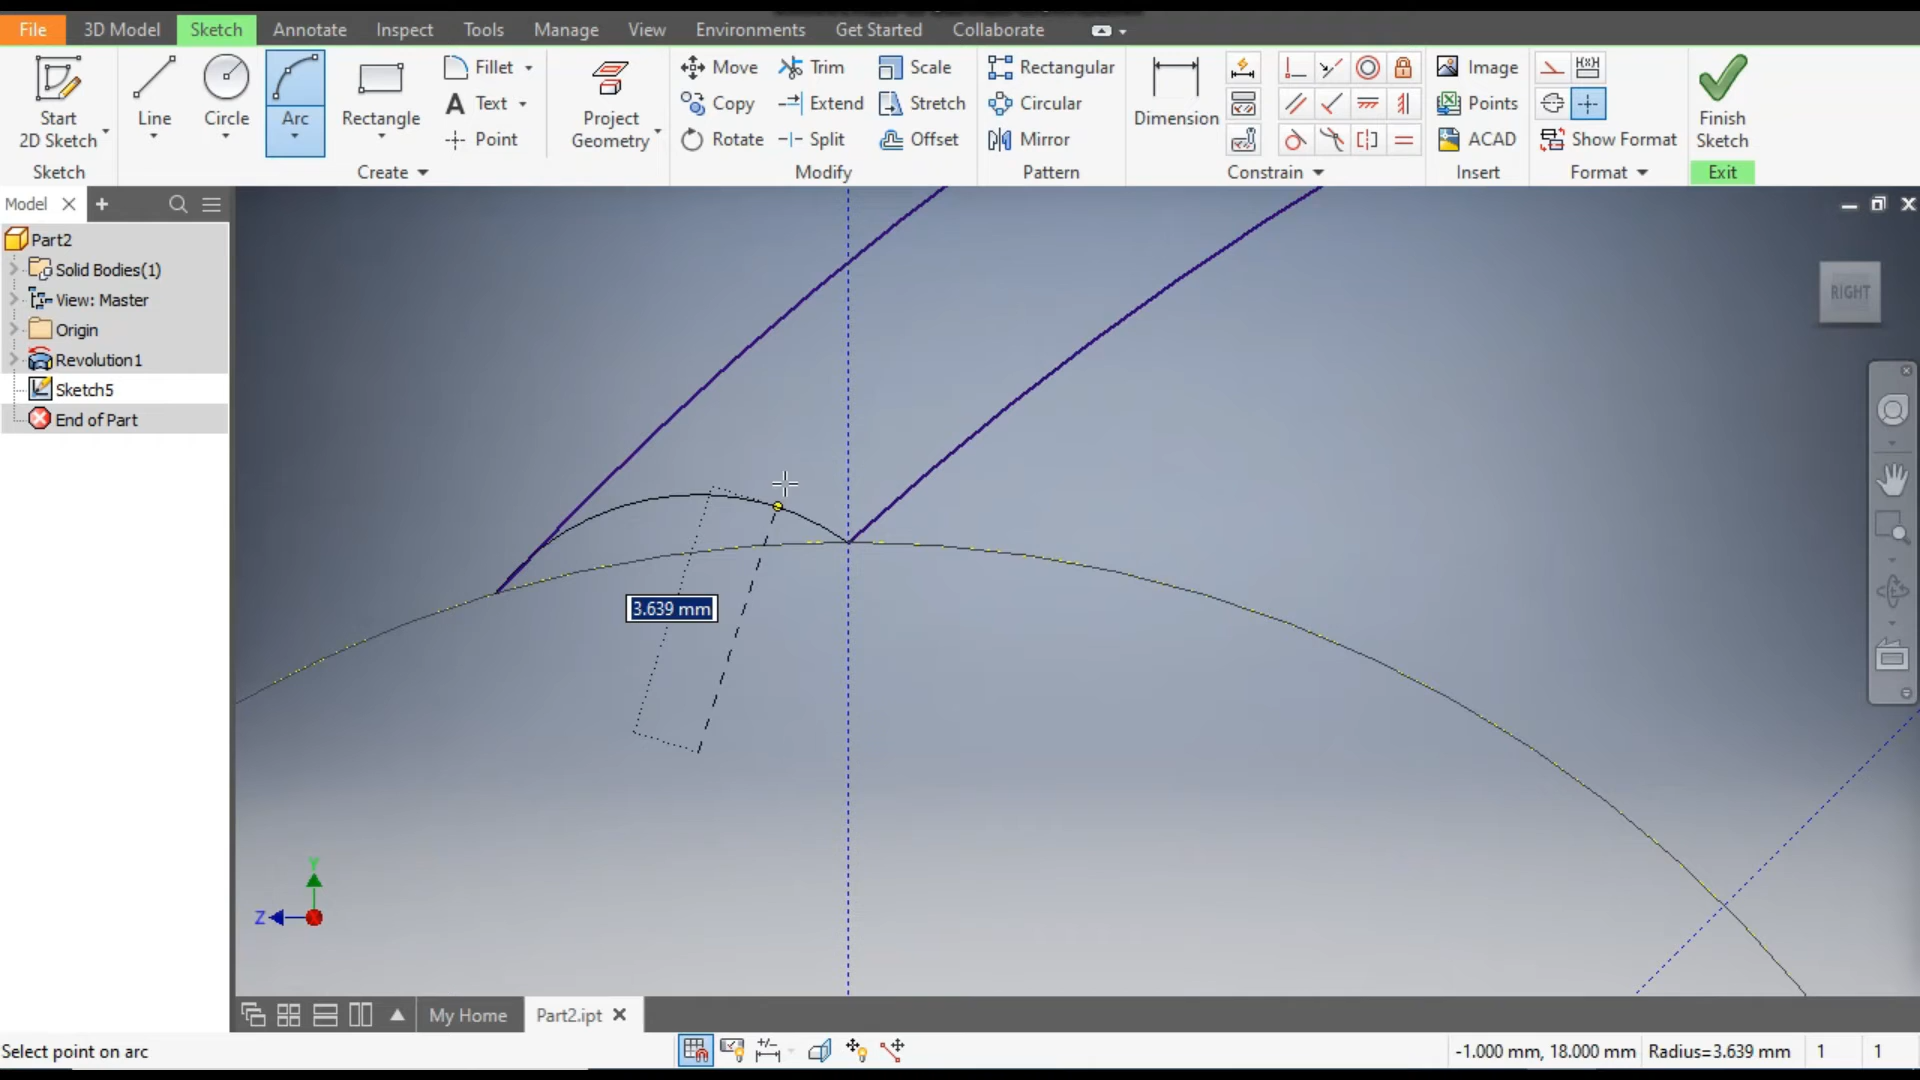 File 3D Model Sketch Annotate Inspect Tools Manage View Environments Get Started Collaborate
Start
2D Sketch
Line
Circle
Arc
Rectangle
Fillet
Text
Point
Project
Geometry
Move
Copy
Rotate
Trim
Extend
Split
Scale
Stretch
Offset
Rectangular
Circular
Mirror
Dimension
Image
Points
ACAD
Show Format
Finish
Sketch
Sketch Create Modify Pattern Constrain Insert Format Exit
Model
Part2
Solid Bodies(1)
View: Master
Origin
Revolution1
Sketch5
End of Part
RIGHT
3.639 mm
Y
Z
My Home Part2.ipt
Select point on arc
-1.000 mm, 18.000 mm Radius=3.639 mm 1 1